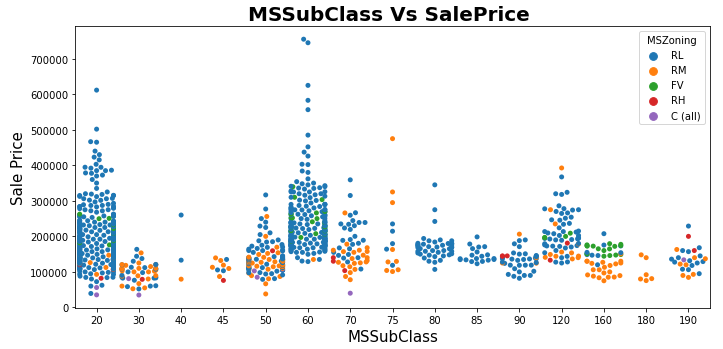 MSSubClass Vs SalePrice
MSZoning
RL
RM
FV
RH
C (all)
Sale Price
700000
600000
500000
400000
300000
200000
100000
0
20 30 40 45 50 60 70 75 80 85 90 120 160 180 190
MSSubClass